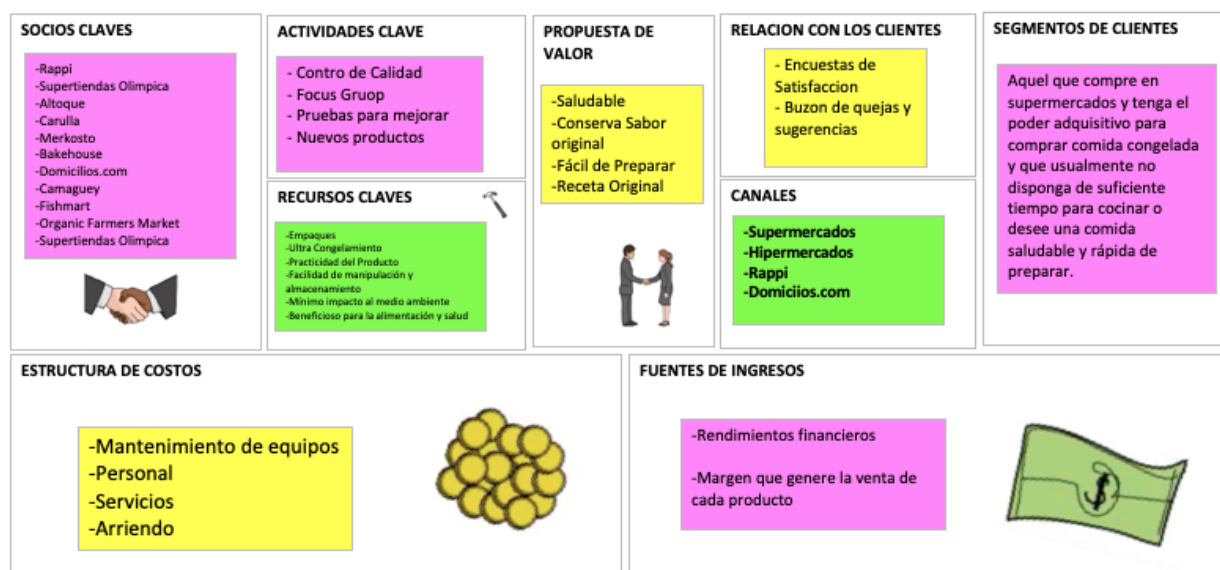 SOCIOS CLAVES
-Rappi
-Supertiendas Olimpica
-Altoque
-Carulla
-Merkosto
-Bakehouse
-Domicilios.com
-Camaguey
-Fishmart
-Organic Farmers Market
-Supertiendas Olimpica
ACTIVIDADES CLAVE
- Contro de Calidad
- Focus Gruop
- Pruebas para mejorar
- Nuevos productos
RECURSOS CLAVES
-Empaques
-Ultra Congelamiento
-Practicidad del Producto
-Facilidad de manipulación y
almacenamiento
-Mínimo impacto al medio ambiente
-Beneficioso para la alimentación y salud
PROPUESTA DE
VALOR
-Saludable
-Conserva Sabor
original
-Fácil de Preparar
-Receta Original
RELACION CON LOS CLIENTES
- Encuestas de
Satisfaccion
- Buzon de quejas y
sugerencias
CANALES
-Supermercados
-Hipermercados
-Rappi
-Domiciios.com
SEGMENTOS DE CLIENTES
Aquel que compre en
supermercados y tenga el
poder adquisitivo para
comprar comida congelada
y que usualmente no
disponga de suficiente
tiempo para cocinar o
desee una comida
saludable y rápida de
preparar.
ESTRUCTURA DE COSTOS
-Mantenimiento de equipos
-Personal
-Servicios
-Arriendo
FUENTES DE INGRESOS
-Rendimientos financieros
-Margen que genere la venta de
cada producto
$